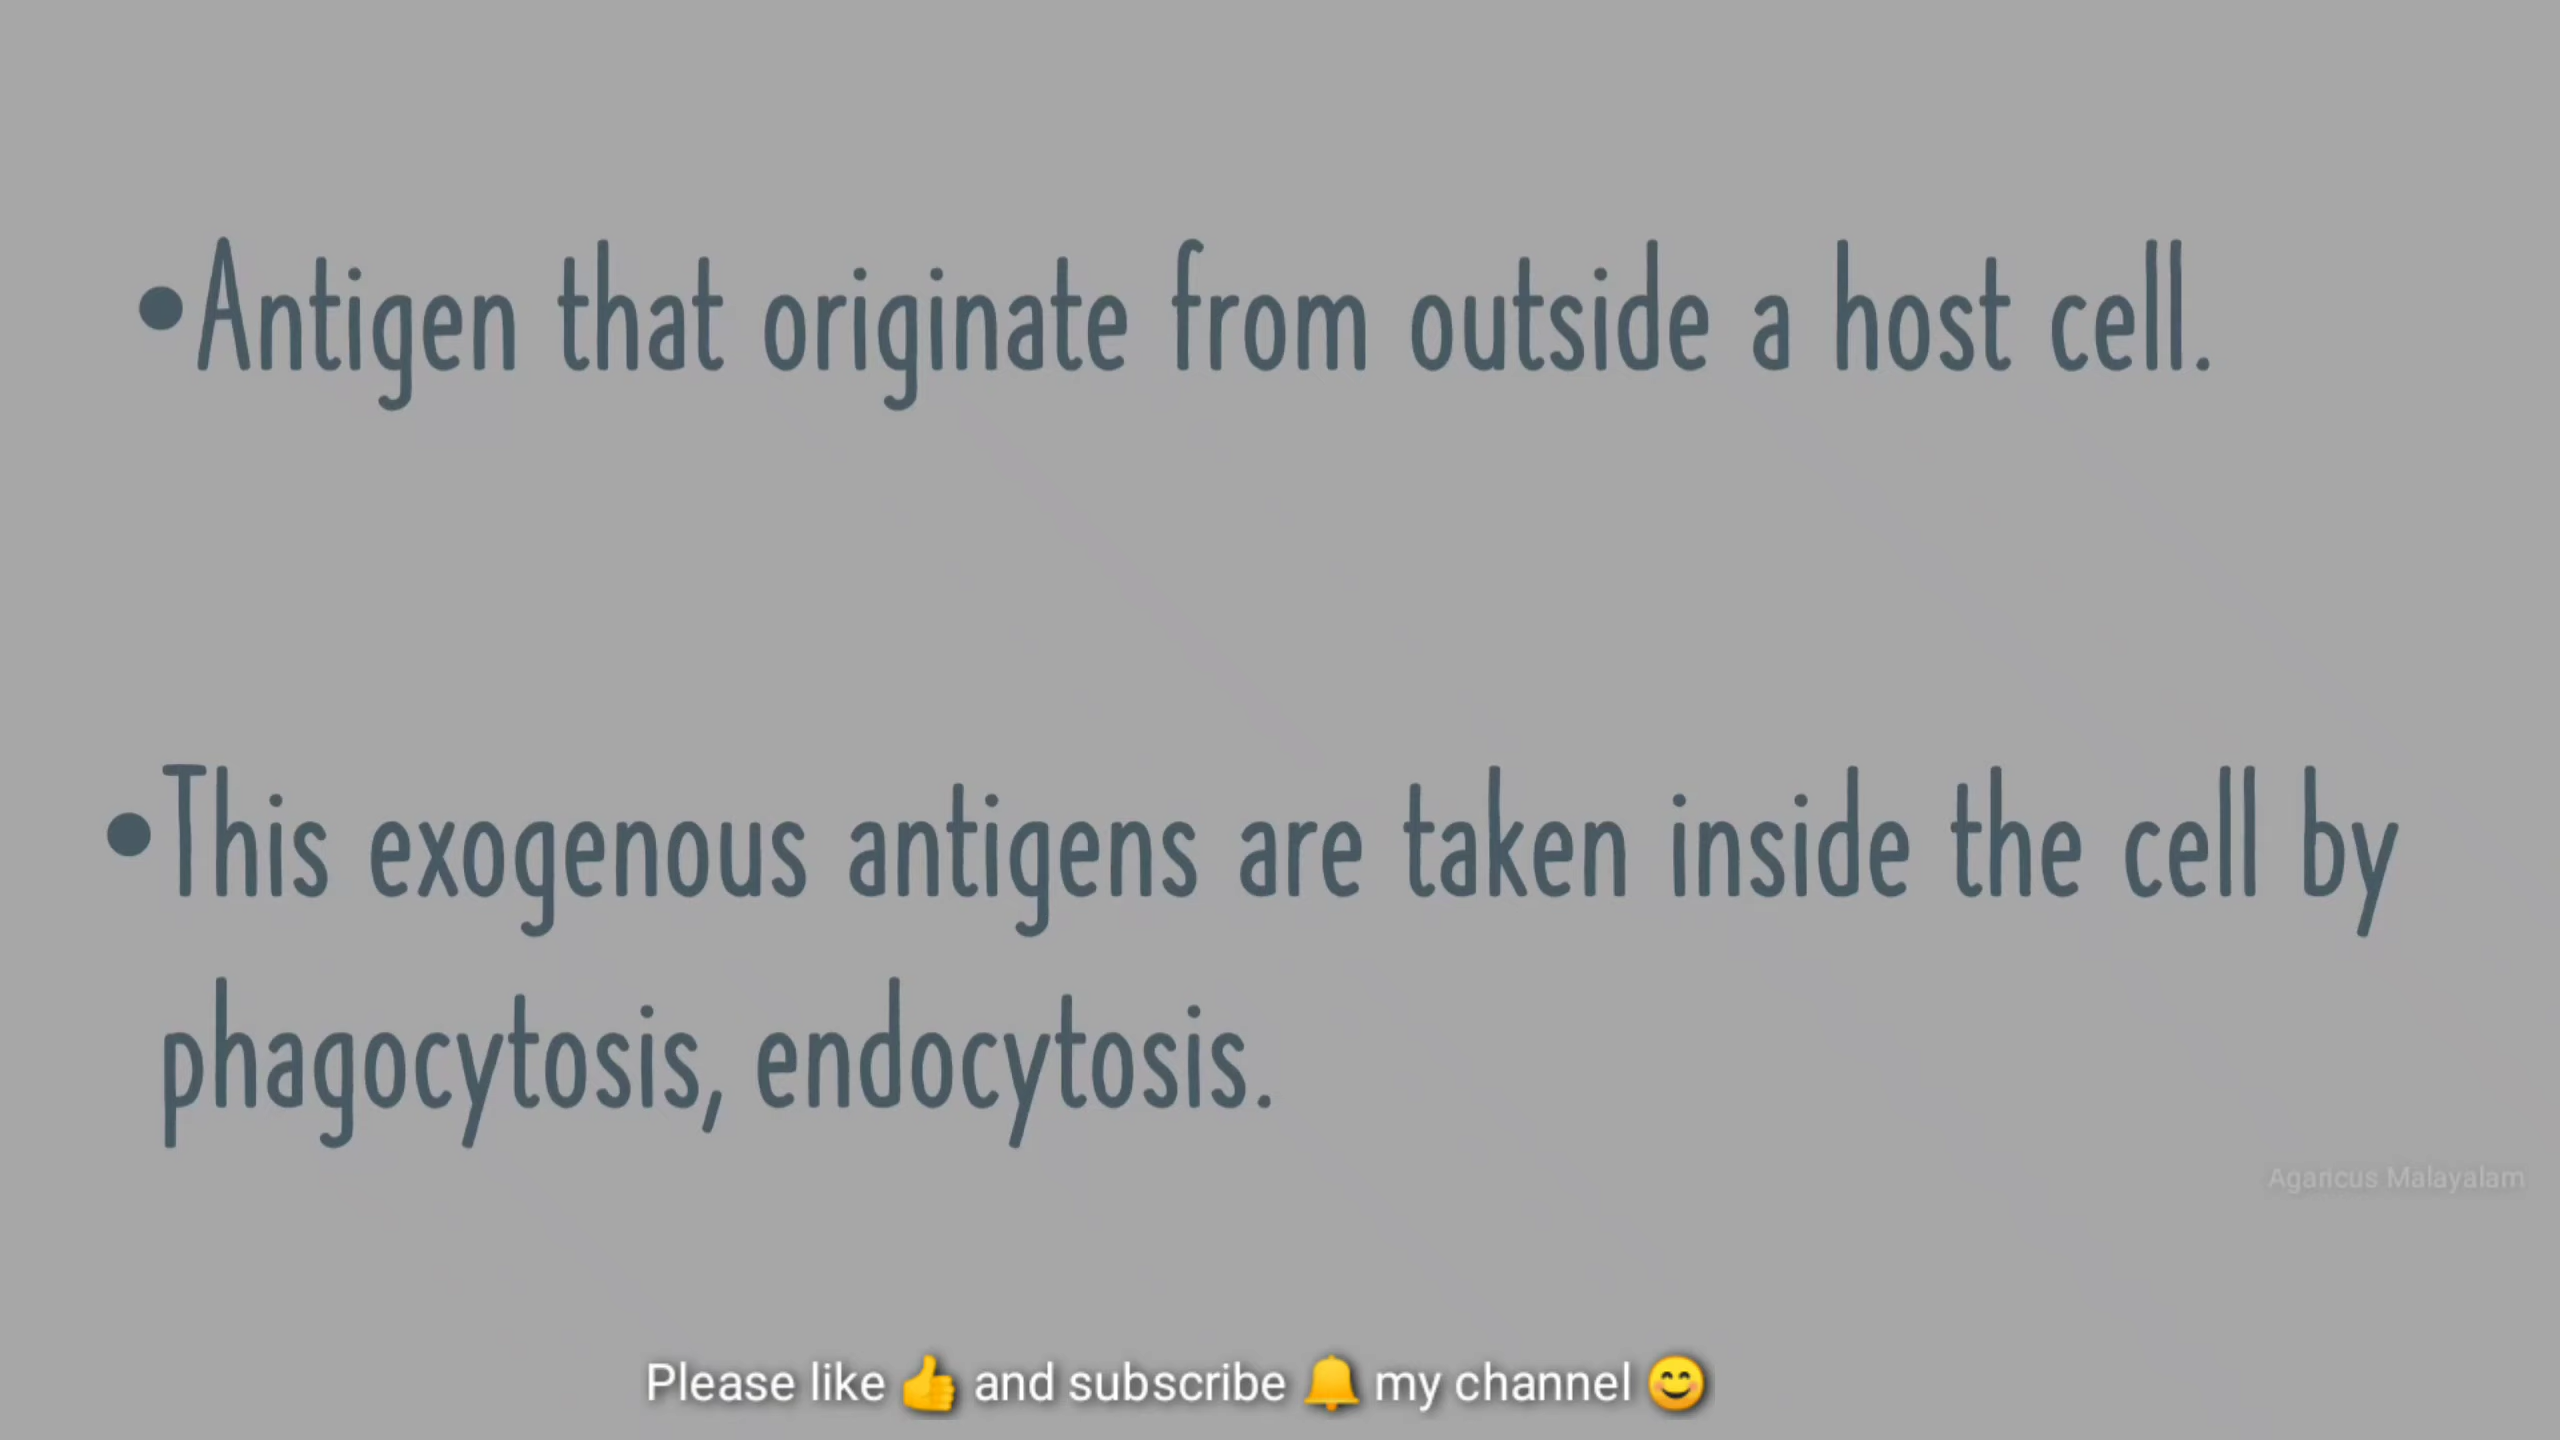 •Antigen that originate from outside a host cell.
•This exogenous antigens are taken inside the cell by
phagocytosis, endocytosis.
Agaricus Malayalam
Please like 👍 and subscribe 🔔 my channel 😊